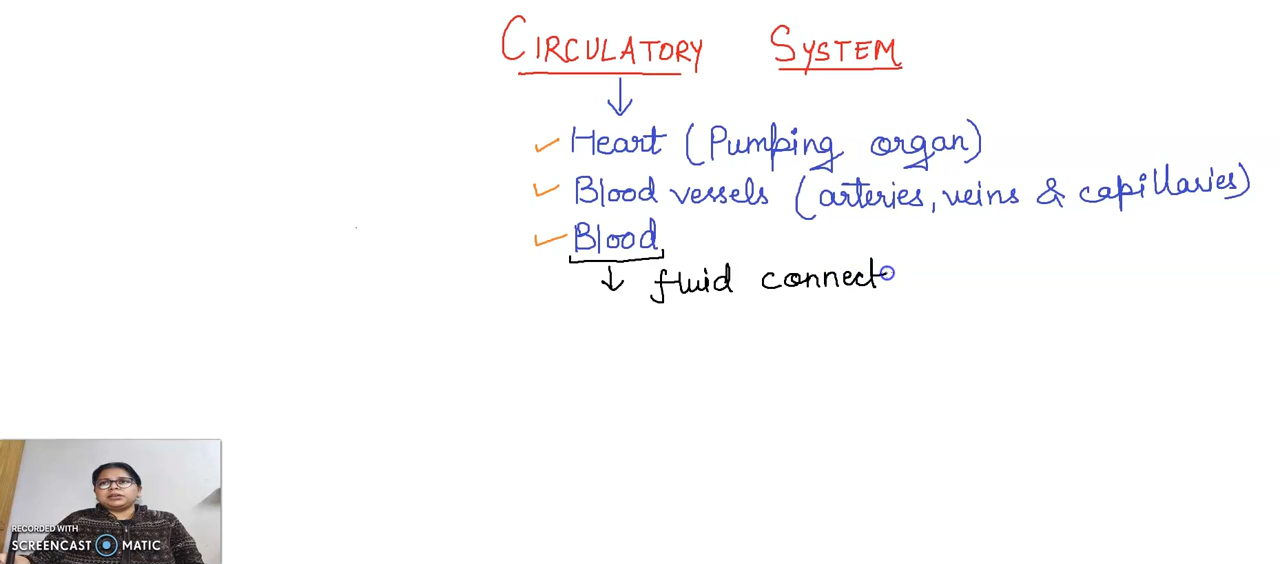 CIRCULATORY SYSTEM
Heart (Pumping organ)
Blood vessels (arteries, veins & capillaries)
Blood
fluid connect
RECORDED WITH
SCREENCAST MATIC